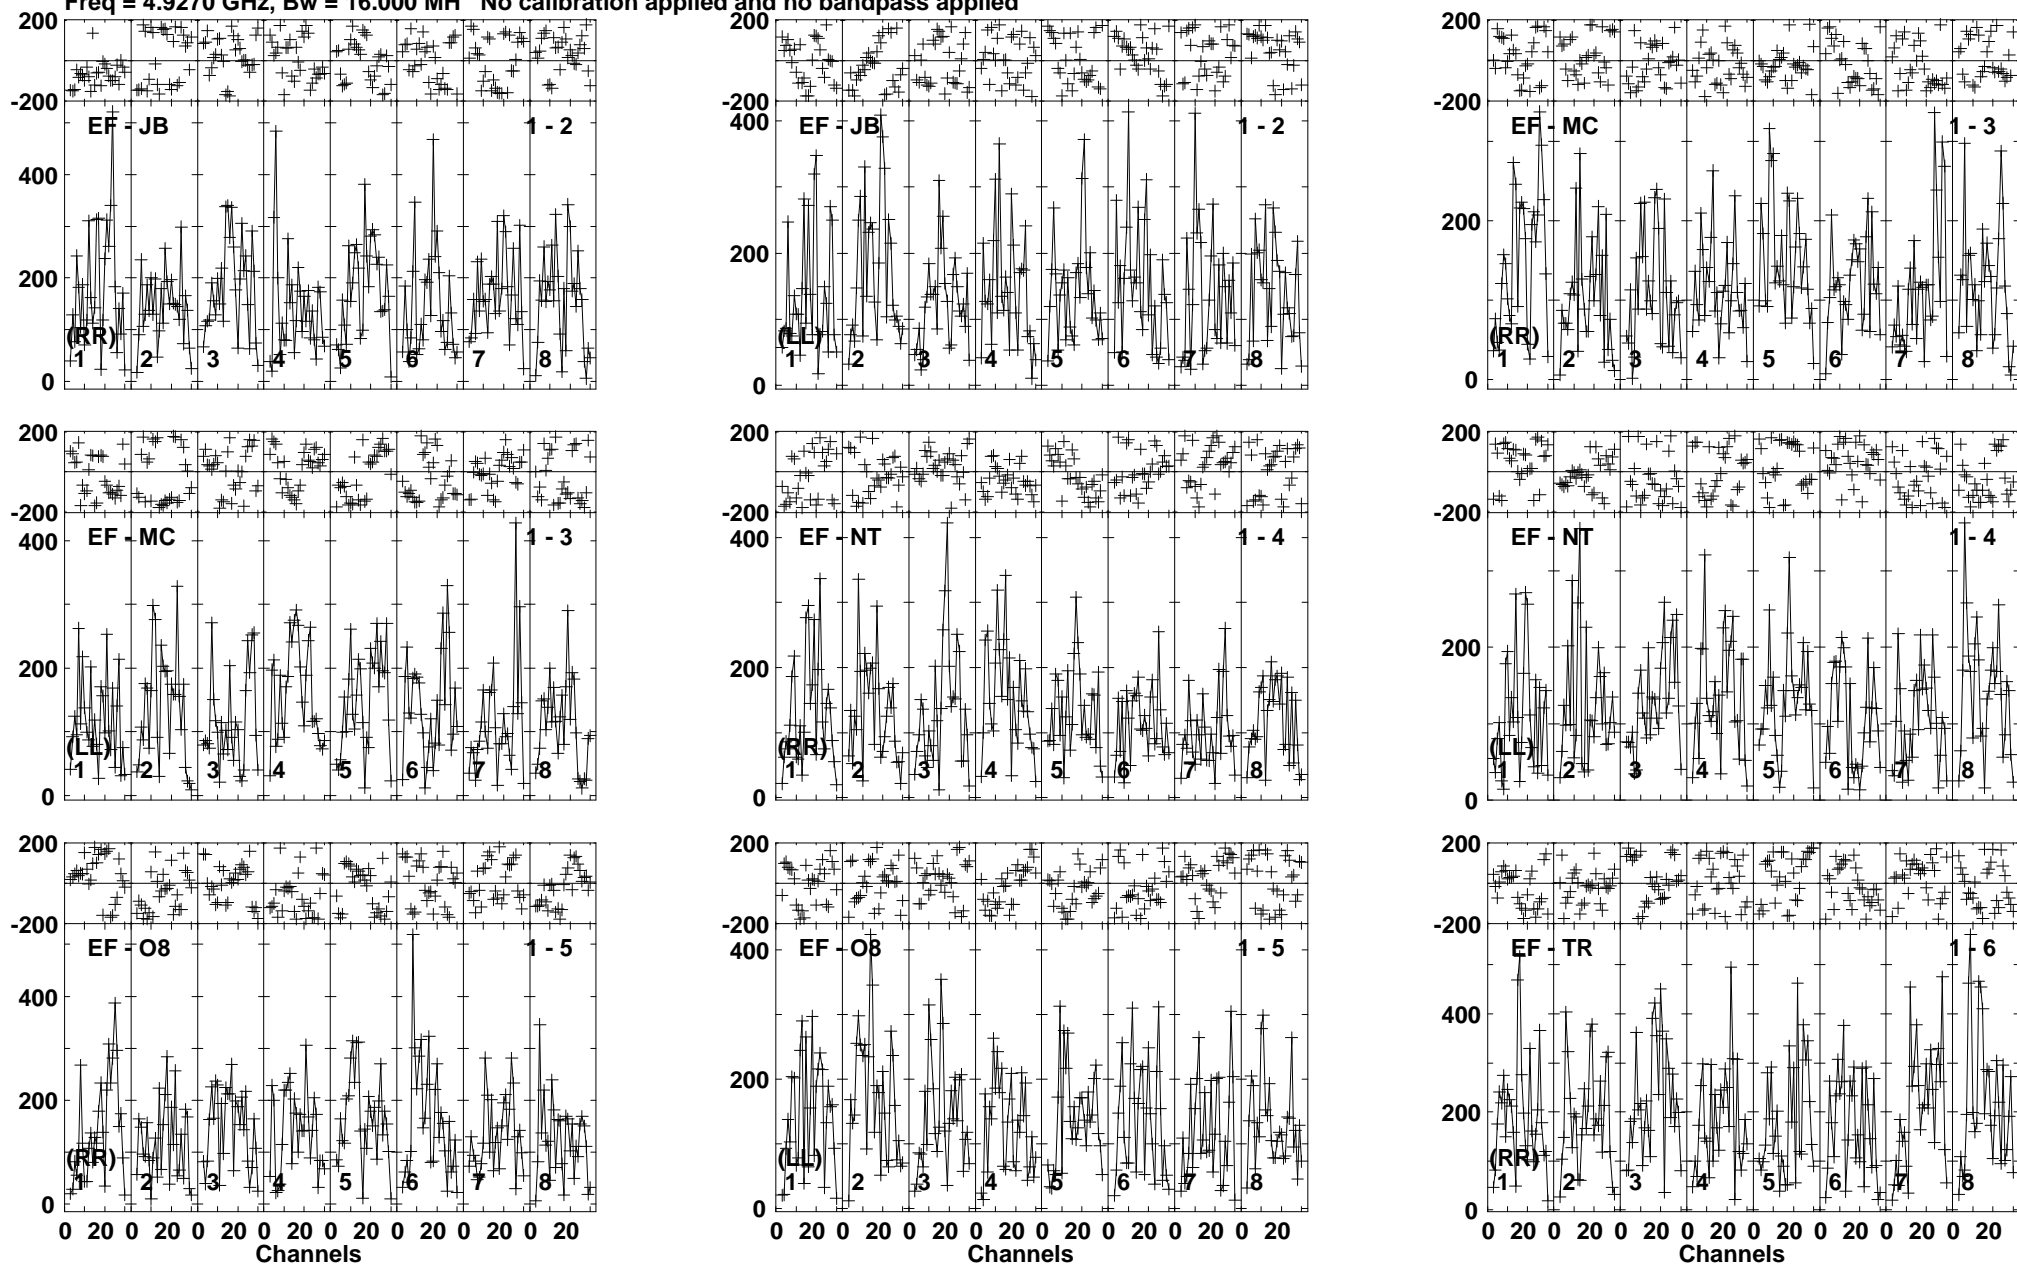 Freq = 4.9270 GHz, Bw = 16.000 MH No calibration applied and no bandpass applied
200 200 200
-200 -200 -200
EF - JB 1 - 2 EF - JB 1 - 2 EF - MC 1 - 3
400 400
200 200 200
(RR) (LL) (RR)
1 2 3 4 5 6 7 8 1 2 3 4 5 6 7 8 1 2 3 4 5 6 7 8
0 0 0
200 200 200
-200 -200 -200
EF - MC 1 - 3 EF - NT 1 - 4 EF - NT 1 - 4
400 400
200 200 200
(LL) (RR) (LL)
1 2 3 4 5 6 7 8 1 2 3 4 5 6 7 8 1 2 3 4 5 6 7 8
0 0 0
200 200 200
-200 -200 -200
EF - O8 1 - 5 EF - O8 1 - 5 EF - TR 1 - 6
400 400 400
200 200 200
(RR) (LL) (RR)
1 2 3 4 5 6 7 8 1 2 3 4 5 6 7 8 1 2 3 4 5 6 7 8
0 0 0
0 20 0 20 0 20 0 20 0 20 0 20 0 20 0 20 0 20 0 20 0 20 0 20 0 20 0 20 0 20 0 20 0 20 0 20 0 20 0 20 0 20 0 20 0 20 0 20
Channels Channels Channels